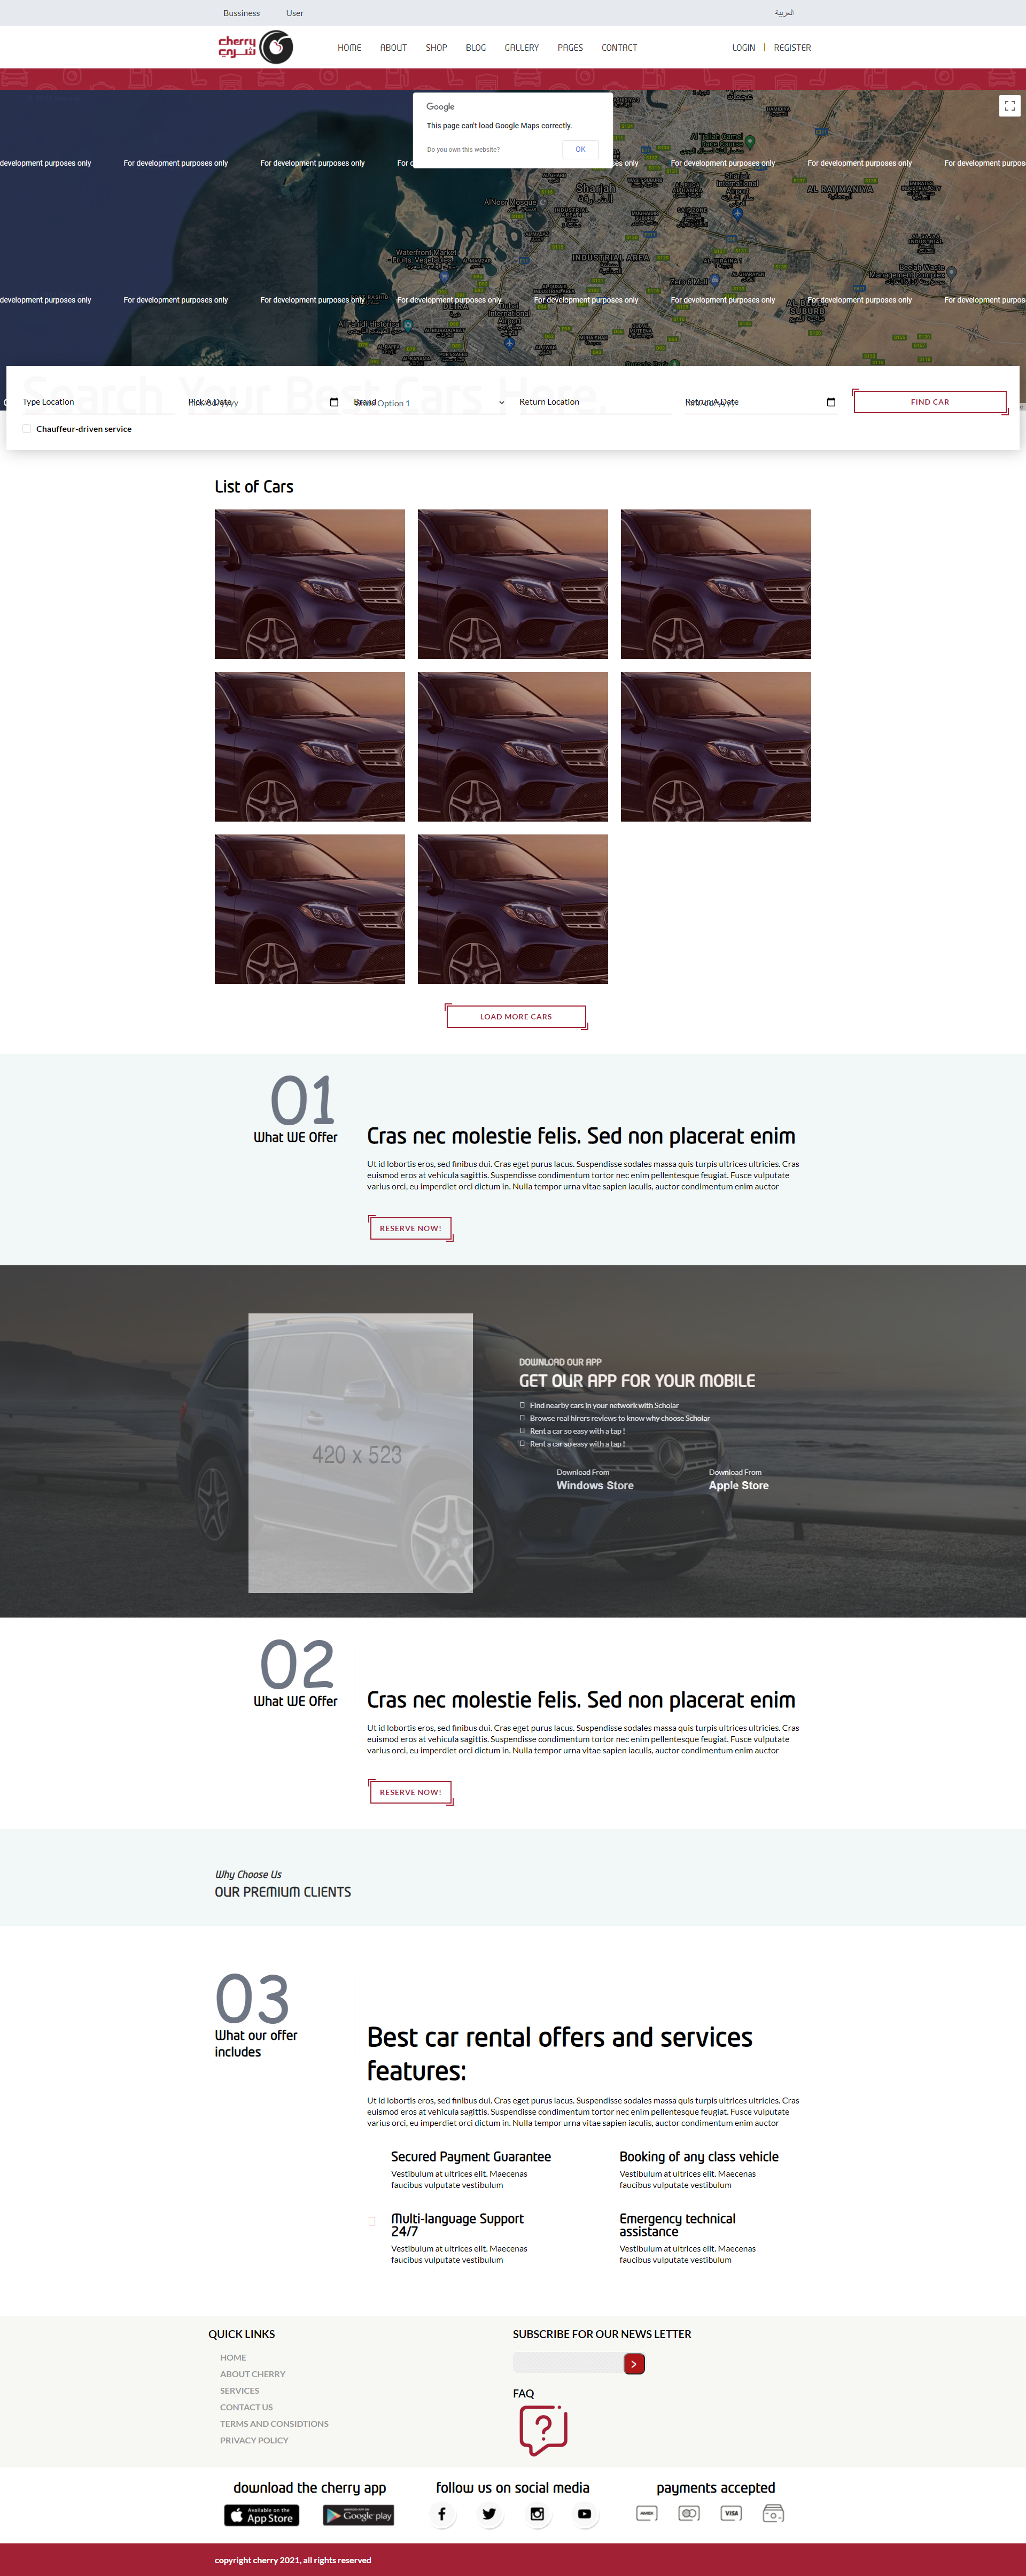 Bussiness User العربية
cherry
HOME ABOUT SHOP BLOG GALLERY PAGES CONTACT LOGIN | REGISTER
Google
This page can't load Google Maps correctly.
Do you own this website? OK
development purposes only For development purposes only For development purposes only For development purposes only For development purposes only
Sharjah
الشارقة
AlNoor Mosque
Al Tallah Camel Race Course
Sharjah International Airport
AL RAHMANIYA
Waterfront Market
INDUSTRIAL AREA
DEIRA
Dubai International Airport
Search Your Best Cars Here.
Type Location Pick A Date Brand State Option 1 Return Location Return A Date FIND CAR
Chauffeur-driven service
List of Cars
LOAD MORE CARS
01
What WE Offer
Cras nec molestie felis. Sed non placerat enim
Ut id lobortis eros, sed finibus dui. Cras eget purus lacus. Suspendisse sodales massa quis turpis ultrices ultricies. Cras
euismod eros at vehicula sagittis. Suspendisse condimentum tortor nec enim pellentesque feugiat. Fusce vulputate
varius orci, eu imperdiet orci dictum in. Nulla tempor urna vitae sapien iaculis, auctor condimentum enim auctor
RESERVE NOW!
420 x 523
DOWNLOAD OUR APP
GET OUR APP FOR YOUR MOBILE
Find nearby cars in your network with Scholar
Browse real hirers reviews to know why choose Scholar
Rent a car so easy with a tap !
Rent a car so easy with a tap !
Download From Download From
Windows Store Apple Store
02
What WE Offer
Cras nec molestie felis. Sed non placerat enim
Ut id lobortis eros, sed finibus dui. Cras eget purus lacus. Suspendisse sodales massa quis turpis ultrices ultricies. Cras
euismod eros at vehicula sagittis. Suspendisse condimentum tortor nec enim pellentesque feugiat. Fusce vulputate
varius orci, eu imperdiet orci dictum in. Nulla tempor urna vitae sapien iaculis, auctor condimentum enim auctor
RESERVE NOW!
Why Choose Us
OUR PREMIUM CLIENTS
03
What our offer
includes
Best car rental offers and services
features:
Ut id lobortis eros, sed finibus dui. Cras eget purus lacus. Suspendisse sodales massa quis turpis ultrices ultricies. Cras
euismod eros at vehicula sagittis. Suspendisse condimentum tortor nec enim pellentesque feugiat. Fusce vulputate
varius orci, eu imperdiet orci dictum in. Nulla tempor urna vitae sapien iaculis, auctor condimentum enim auctor
Secured Payment Guarantee
Vestibulum at ultrices elit. Maecenas
faucibus vulputate vestibulum
Booking of any class vehicle
Vestibulum at ultrices elit. Maecenas
faucibus vulputate vestibulum
Multi-language Support
24/7
Vestibulum at ultrices elit. Maecenas
faucibus vulputate vestibulum
Emergency technical
assistance
Vestibulum at ultrices elit. Maecenas
faucibus vulputate vestibulum
QUICK LINKS
HOME
ABOUT CHERRY
SERVICES
CONTACT US
TERMS AND CONSIDTIONS
PRIVACY POLICY
SUBSCRIBE FOR OUR NEWS LETTER
FAQ
download the cherry app
Available on the
App Store
Google play
follow us on social media
payments accepted
AMEX
VISA
copyright cherry 2021, all rights reserved